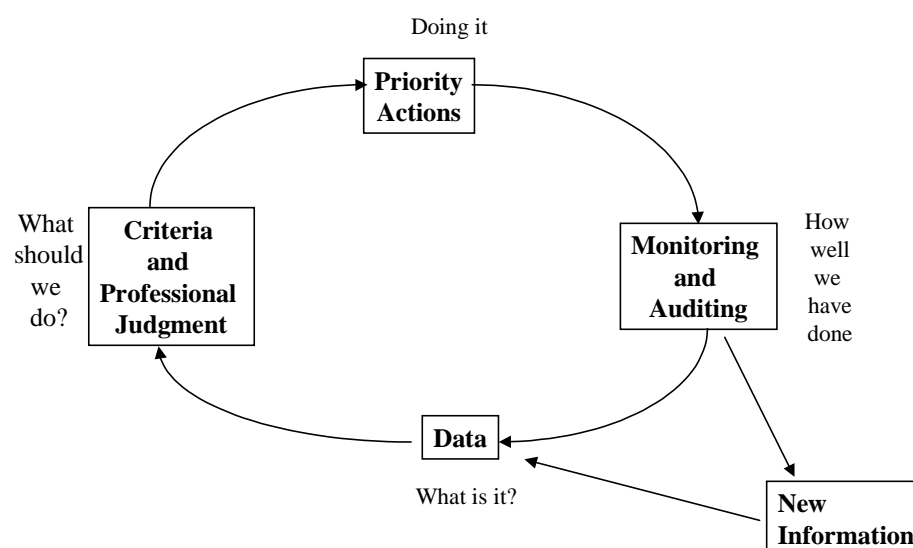 Doing it
Priority
Actions
What
should
we
do?
Criteria
and
Professional
Judgment
Monitoring
and
Auditing
How
well
we
have
done
Data
What is it?
New
Information